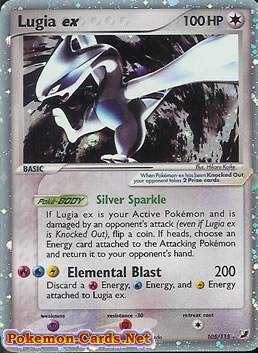 Lugia ex 100 HP
Illus. Hikaru Koike
BASIC
When Pokémon-ex has been Knocked Out,
your opponent takes 2 Prize cards.
Poké-BODY Silver Sparkle
If Lugia ex is your Active Pokémon and is
damaged by an opponent's attack (even if Lugia ex
is Knocked Out), flip a coin. If heads, choose an
Energy card attached to the Attacking Pokémon
and return it to your opponent's hand.
Elemental Blast 200
Discard a Energy, Energy, and Energy
attached to Lugia ex.
weakness resistance -30 retreat cost
105/115
Pokemon-Cards.Net